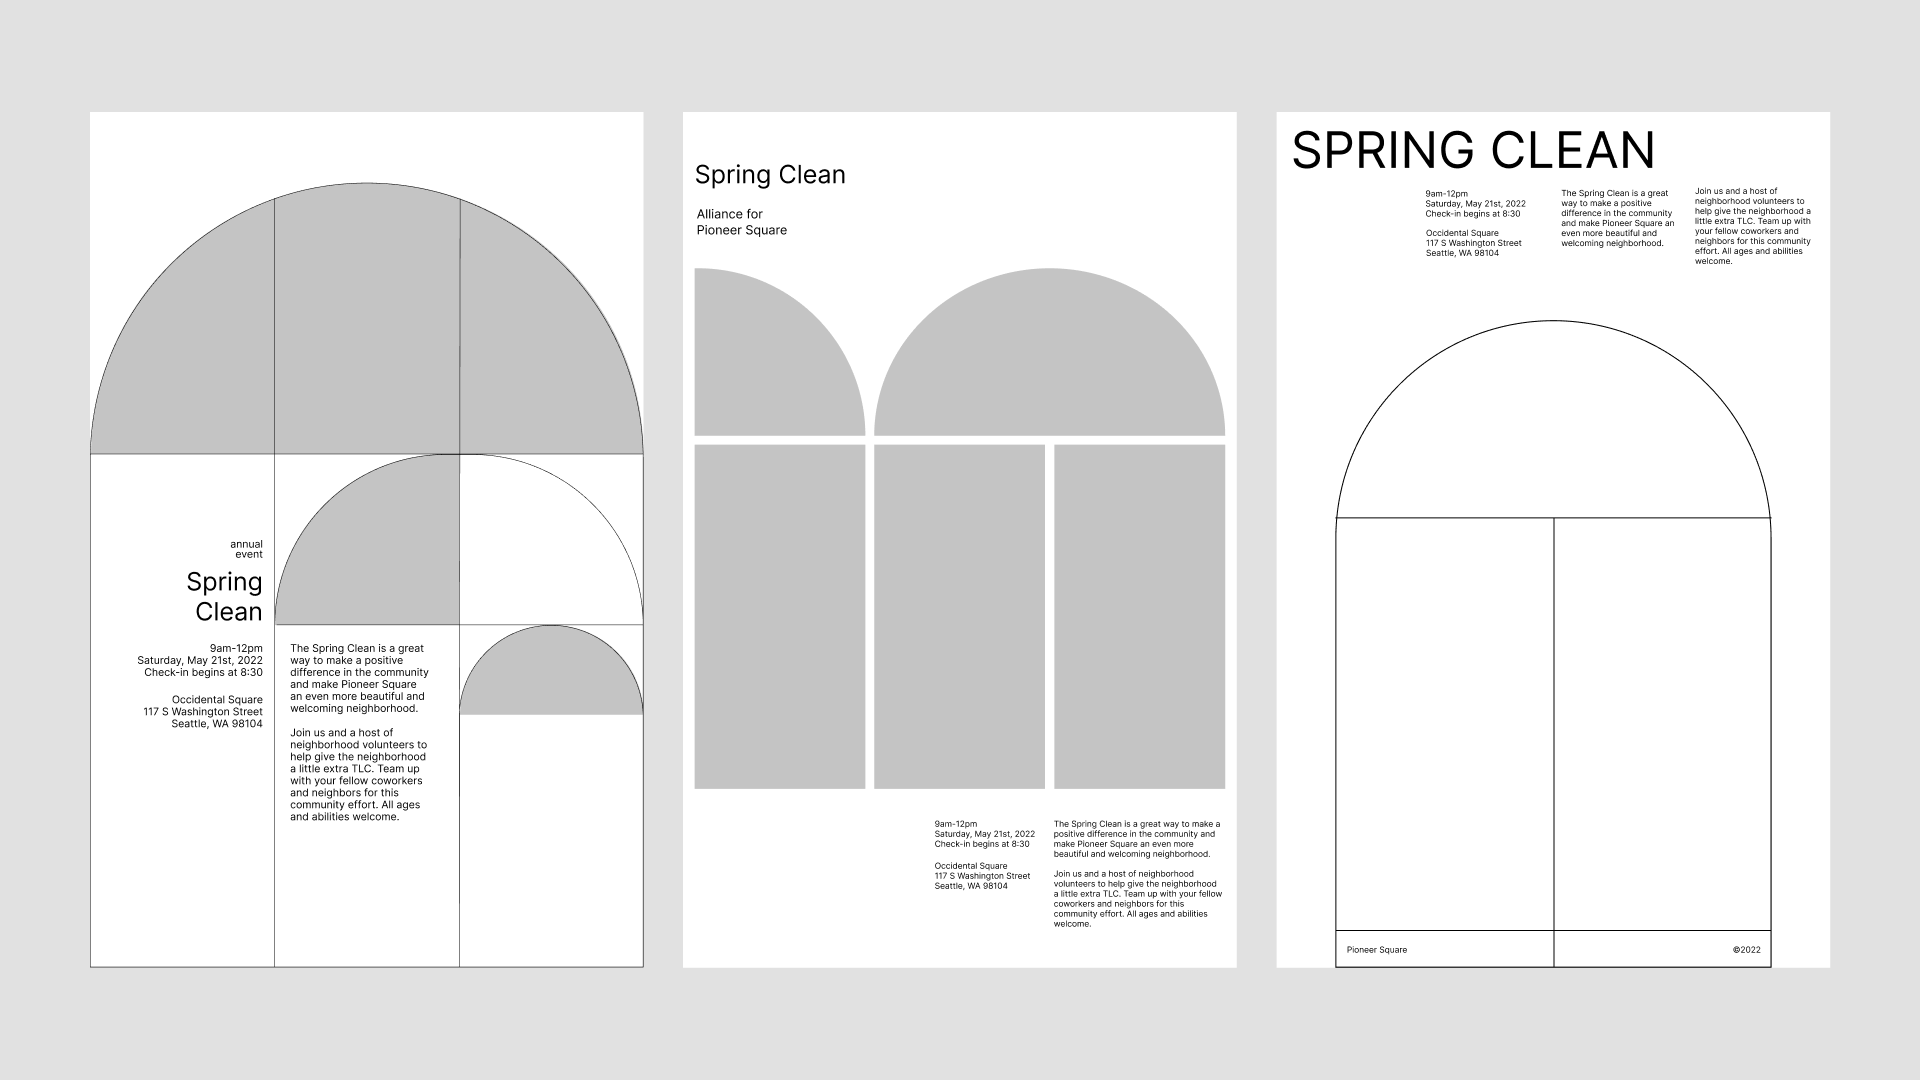 annual
event
Spring
Clean
9am-12pm
Saturday, May 21st, 2022
Check-in begins at 8:30
Occidental Square
117 S Washington Street
Seattle, WA 98104
The Spring Clean is a great
way to make a positive
difference in the community
and make Pioneer Square
an even more beautiful and
welcoming neighborhood.
Join us and a host of
neighborhood volunteers to
help give the neighborhood
a little extra TLC. Team up
with your fellow coworkers
and neighbors for this
community effort. All ages
and abilities welcome.
Spring Clean
Alliance for
Pioneer Square
9am-12pm
Saturday, May 21st, 2022
Check-in begins at 8:30
Occidental Square
117 S Washington Street
Seattle, WA 98104
The Spring Clean is a great way to make a
positive difference in the community and
make Pioneer Square an even more
beautiful and welcoming neighborhood.
Join us and a host of neighborhood
volunteers to help give the neighborhood
a little extra TLC. Team up with your fellow
coworkers and neighbors for this
community effort. All ages and abilities
welcome.
SPRING CLEAN
9am-12pm
Saturday, May 21st, 2022
Check-in begins at 8:30
Occidental Square
117 S Washington Street
Seattle, WA 98104
The Spring Clean is a great
way to make a positive
difference in the community
and make Pioneer Square an
even more beautiful and
welcoming neighborhood.
Join us and a host of
neighborhood volunteers to
help give the neighborhood a
little extra TLC. Team up with
your fellow coworkers and
neighbors for this community
effort. All ages and abilities
welcome.
Pioneer Square
©2022